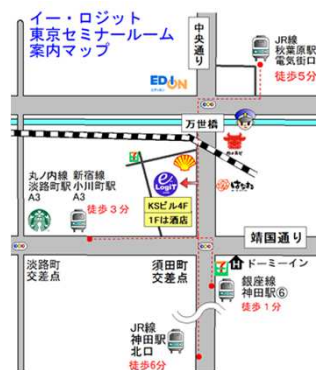 イー・ロジット
東京セミナールーム
案内マップ
中央通り
JR線
秋葉原駅
電気街口
徒歩5分
EDION
万世橋
丸ノ内線
淡路町駅
A3
新宿線
小川町駅
A3
徒歩３分
e-LogiT
KSビル4F
1Fは酒店
靖国通り
淡路町
交差点
須田町
交差点
ドーミーイン
銀座線
神田駅⑥
徒歩１分
JR線
神田駅
北口
徒歩6分